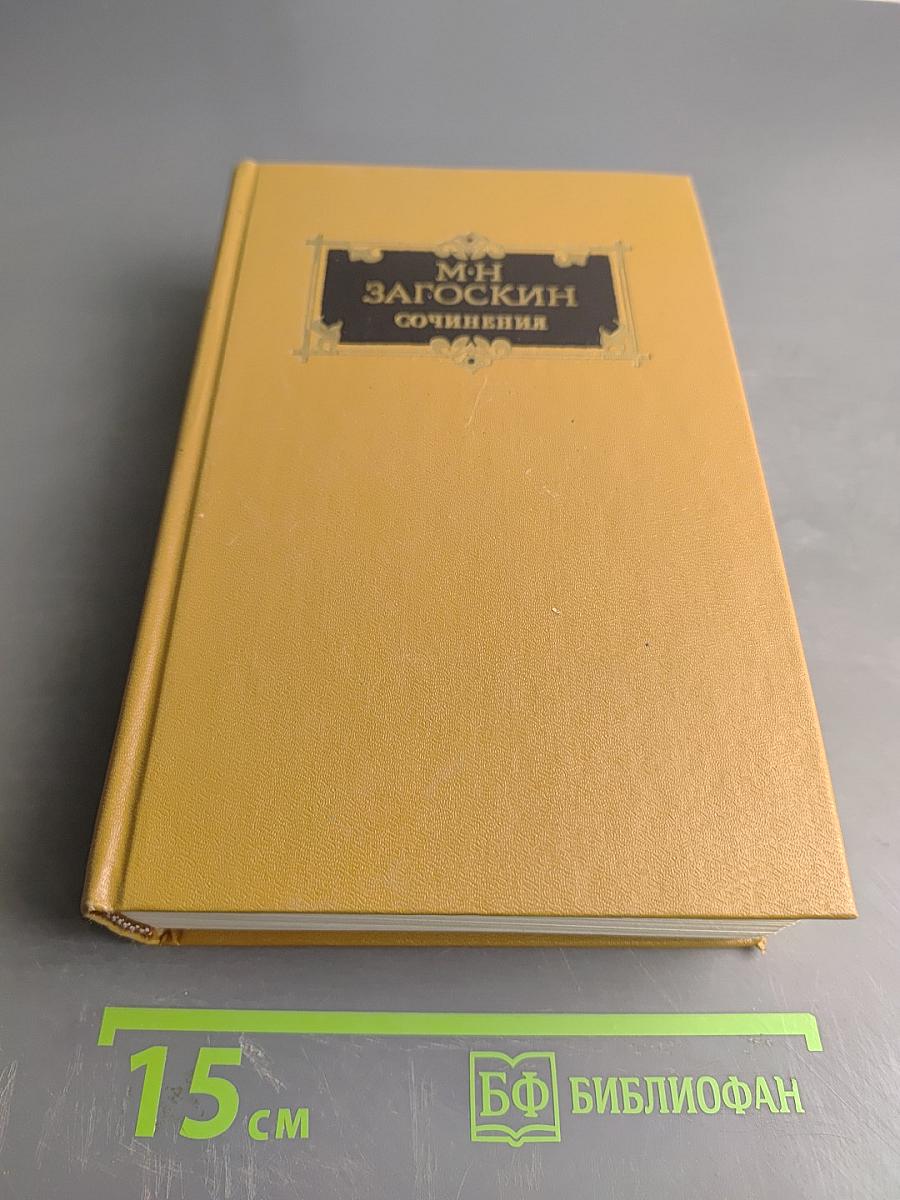 М·Н
ЗАГОСКИН
СОЧИНЕНИЯ
15 см
БФ БИБЛИОФАН